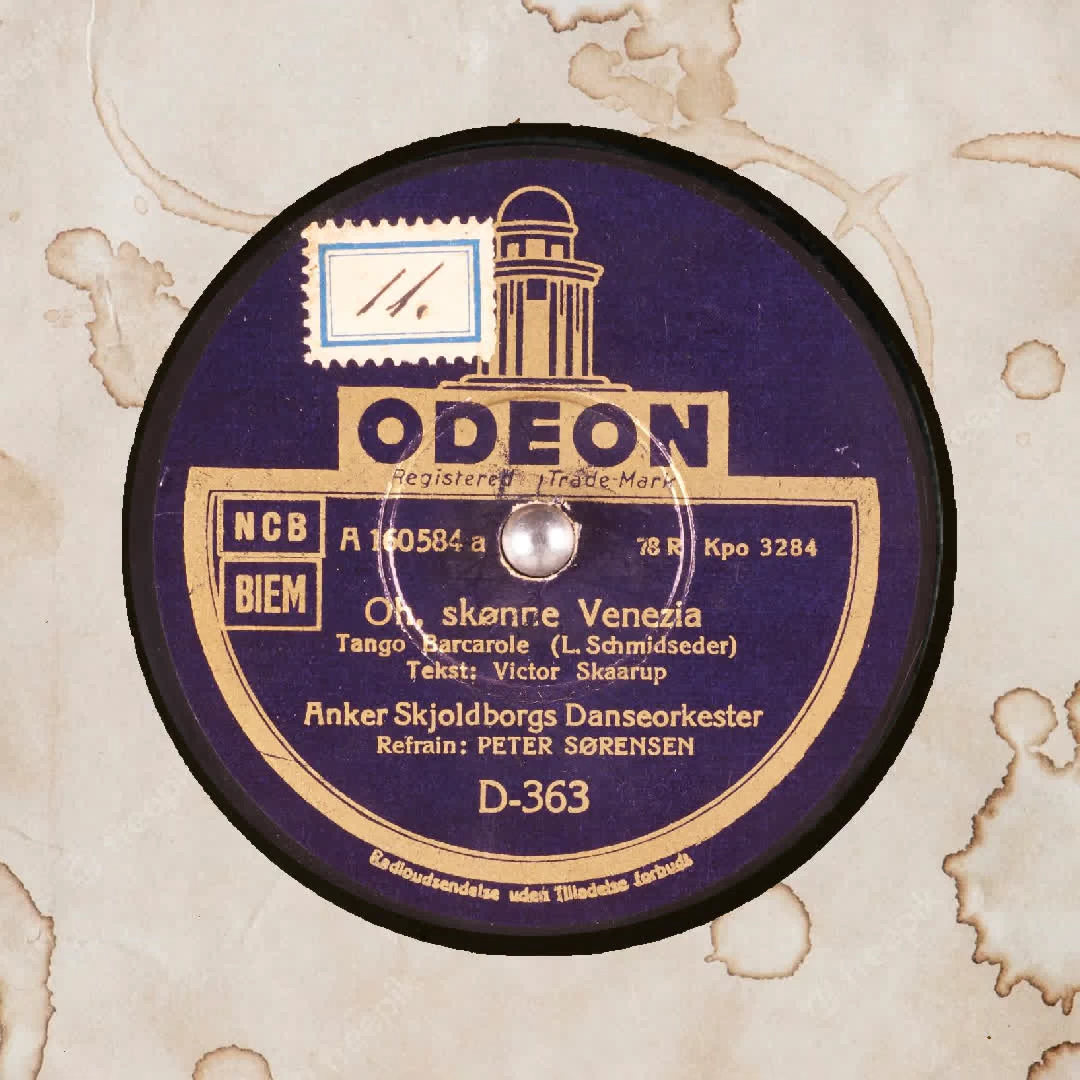 11.
ODEON
Registered Trade-Mark
NCB
BIEM
A 160584 a
78 R Kpo 3284
Oh, skønne Venezia
Tango Barcarole (L. Schmidseder)
Tekst: Victor Skaarup
Anker Skjoldborgs Danseorkester
Refrain: PETER SØRENSEN
D-363
Radioudsendelse uden Tilladelse forbudt